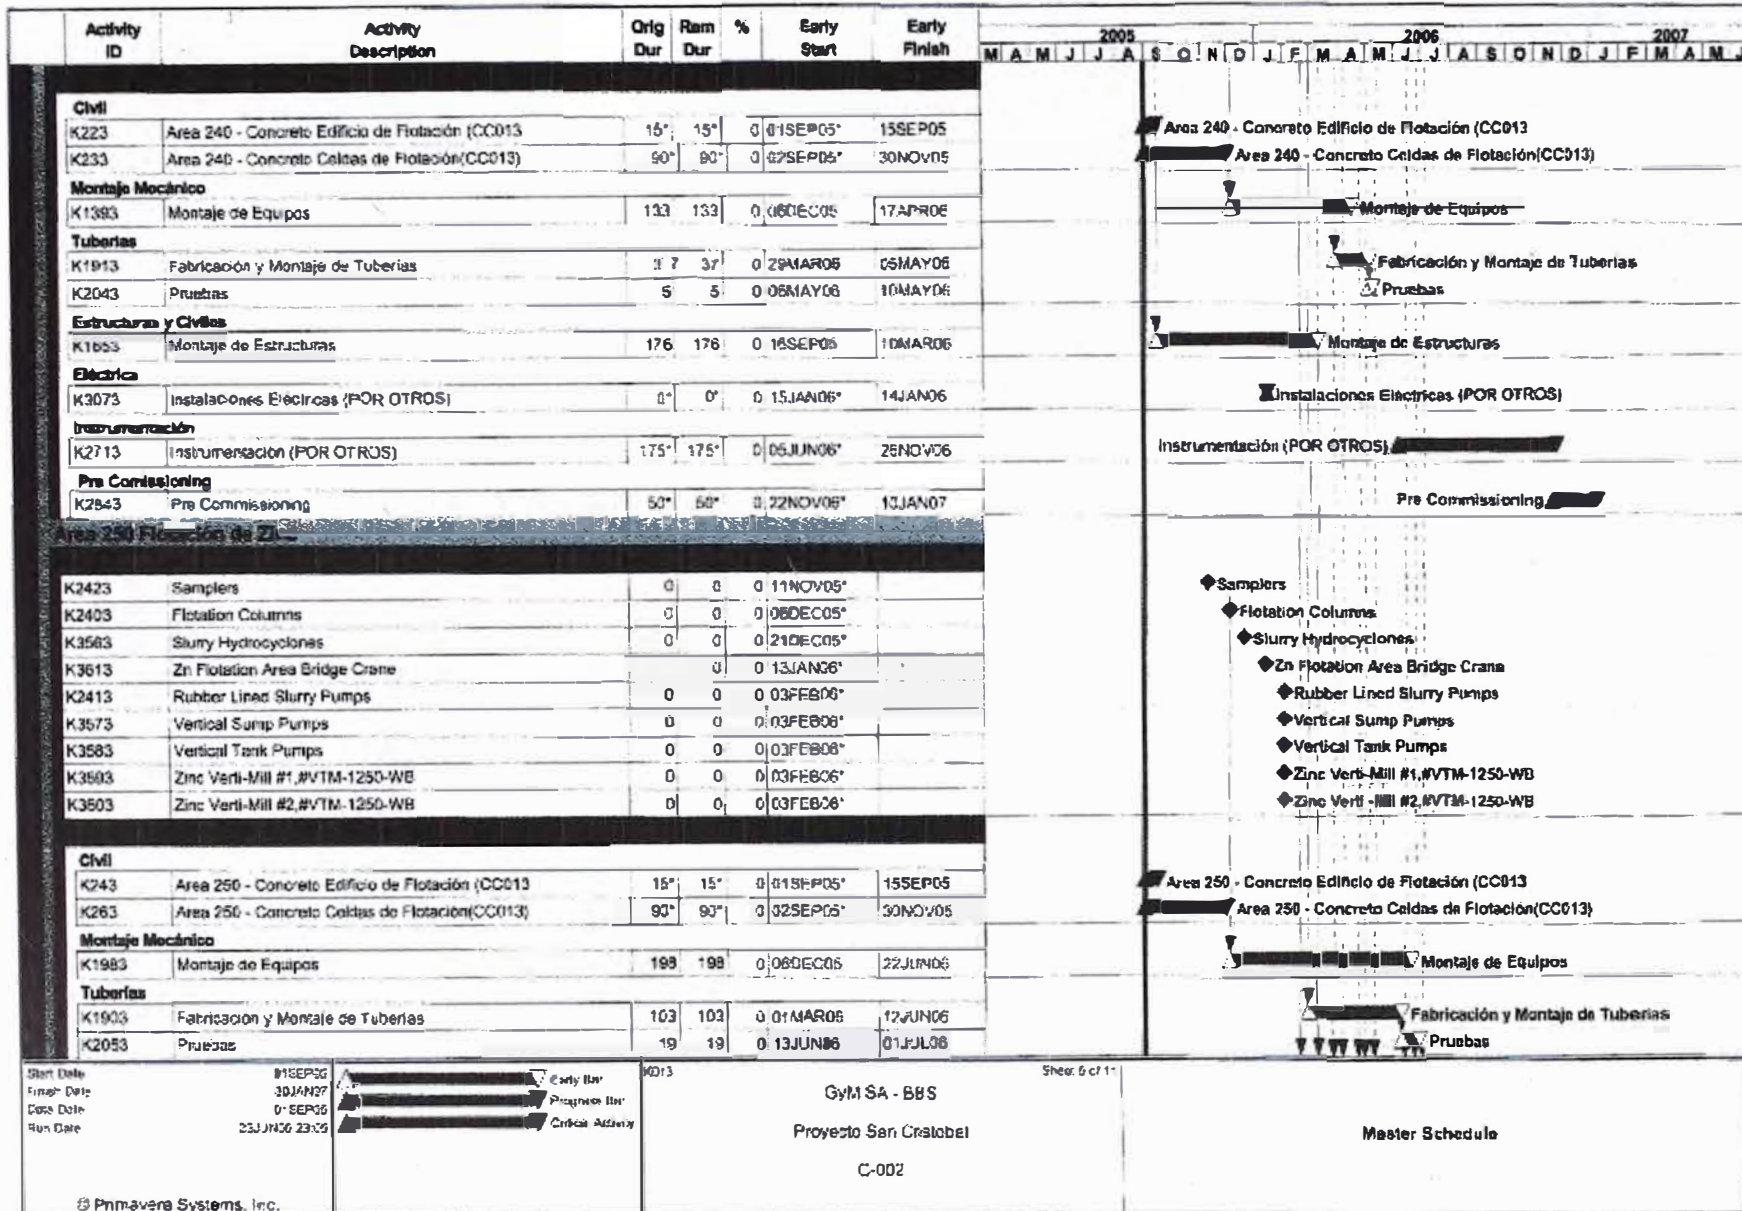 Activity ID Activity Description Orig Dur Rem Dur % Early Start Early Finish 2005 2006 2007
M A M J J A S O N D J F M A M J J A S O N D J F M A M J
Civil
K223 Area 240 - Concreto Edificio de Flotación (CC013 15* 15* 0 01SEP05* 15SEP05 Area 240 - Concreto Edificio de Flotación (CC013
K233 Area 240 - Concreto Celdas de Flotación(CC013) 90* 90* 0 02SEP05* 30NOV05 Area 240 - Concreto Celdas de Flotación(CC013)
Montaje Mecánico
K1393 Montaje de Equipos 133 133 0 06DEC05 17APR06 Montaje de Equipos
Tuberías
K1913 Fabricación y Montaje de Tuberias 37 37 0 29MAR06 05MAY06 Fabricación y Montaje de Tuberias
K2043 Pruebas 5 5 0 06MAY06 10MAY06 Pruebas
Estructuras y Civiles
K1653 Montaje de Estructuras 176 176 0 16SEP05 10MAR06 Montaje de Estructuras
Eléctrica
K3073 Instalaciones Eléctricas (POR OTROS) 0* 0* 0 15JAN06* 14JAN06 Instalaciones Eléctricas (POR OTROS)
Instrumentación
K2713 Instrumentación (POR OTROS) 175* 175* 0 05JUN06* 26NOV06 Instrumentación (POR OTROS)
Pre Comissioning
K2843 Pre Commissioning 50* 50* 0 22NOV06* 10JAN07 Pre Commissioning
Area 250 Flotación de Zn
K2423 Samplers 0 0 0 11NOV05* Samplers
K2403 Flotation Columns 0 0 0 06DEC05* Flotation Columns
K3563 Slurry Hydrocyclones 0 0 0 21DEC05* Slurry Hydrocyclones
K3613 Zn Flotation Area Bridge Crane 0 0 13JAN06* Zn Flotation Area Bridge Crane
K2413 Rubber Lined Slurry Pumps 0 0 0 03FEB06* Rubber Lined Slurry Pumps
K3573 Vertical Sump Pumps 0 0 0 03FEB06* Vertical Sump Pumps
K3583 Vertical Tank Pumps 0 0 0 03FEB06* Vertical Tank Pumps
K3593 Zinc Verti-Mill #1,#VTM-1250-WB 0 0 0 03FEB06* Zinc Verti-Mill #1,#VTM-1250-WB
K3603 Zinc Verti-Mill #2,#VTM-1250-WB 0 0 0 03FEB06* Zinc Verti -Mill #2,#VTM-1250-WB
Civil
K243 Area 250 - Concreto Edificio de Flotación (CC013 15* 15* 0 01SEP05* 15SEP05 Area 250 - Concreto Edificio de Flotación (CC013
K263 Area 250 - Concreto Celdas de Flotación(CC013) 90* 90* 0 02SEP05* 30NOV05 Area 250 - Concreto Celdas de Flotación(CC013)
Montaje Mecánico
K1983 Montaje de Equipos 198 198 0 06DEC05 22JUN06 Montaje de Equipos
Tuberías
K1903 Fabricación y Montaje de Tuberias 103 103 0 01MAR06 12JUN06 Fabricación y Montaje de Tuberias
K2053 Pruebas 19 19 0 13JUN06 01JUL06 Pruebas
Start Date 01SEP05
Finish Date 30JAN07
Data Date 01SEP05
Run Date 23:05
Early Bar
Progress Bar
Critical Activity
K013
GyM SA - BBS
Proyecto San Cristobal
C-002
Sheet 6 of 11
Master Schedule
© Primavera Systems, Inc.